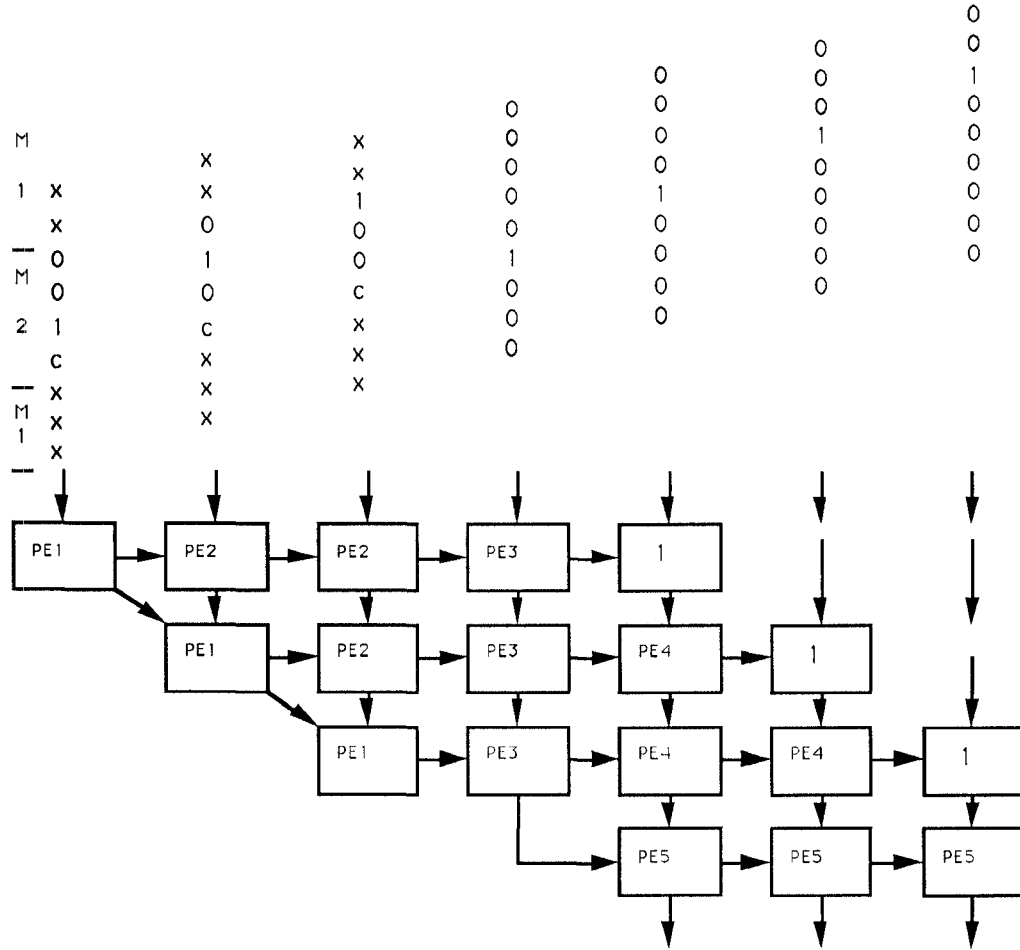 0
0 0
0 0 1
0 0 0 0
M x 0 0 1 0
x x 0 0 0 0
1 x x 1 0 1 0 0
x 0 0 0 0 0 0
0 1 0 1 0 0 0
M 0 0 c 0 0 0
2 1 c x 0 0
c x x 0
x x x
M x x
1 x
PE1 PE2 PE2 PE3 1
PE1 PE2 PE3 PE4 1
PE1 PE3 PE4 PE4 1
PE5 PE5 PE5